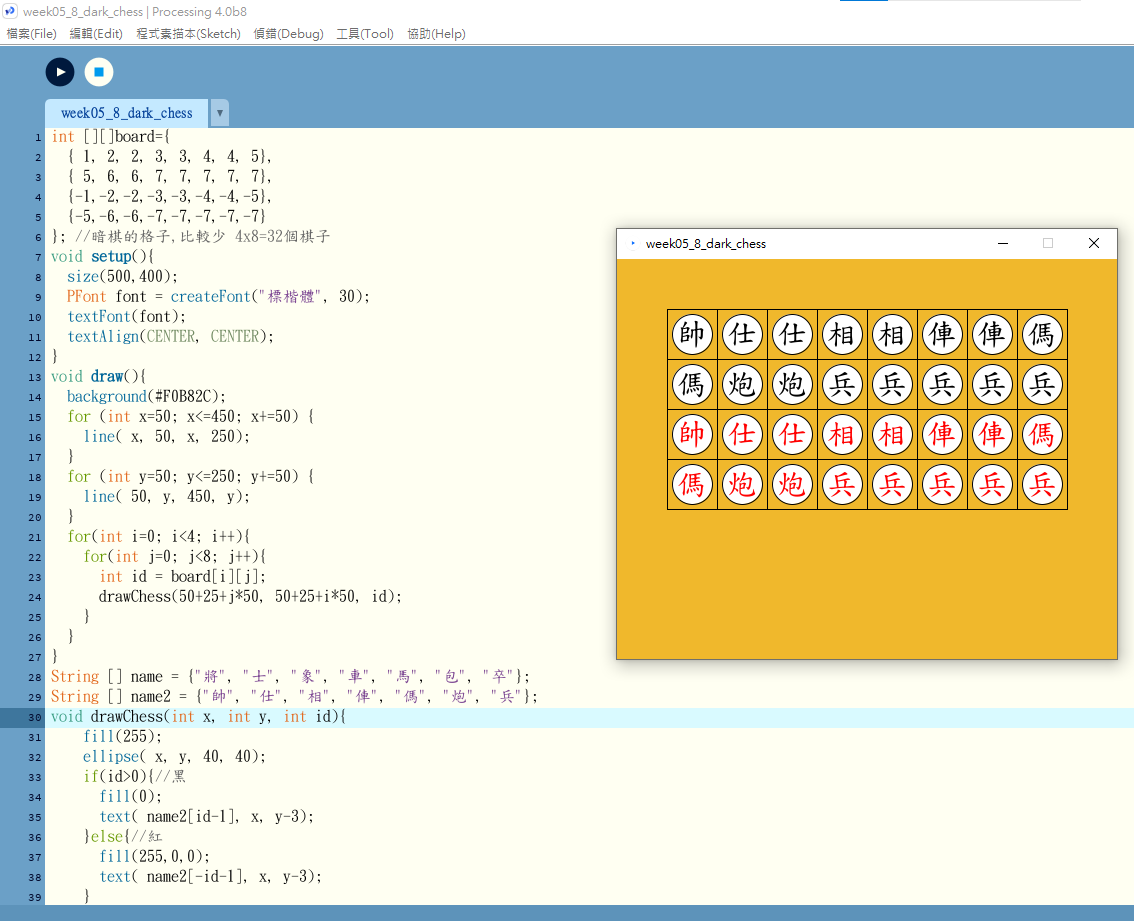 week05_8_dark_chess | Processing 4.0b8
檔案(File) 編輯(Edit) 程式素描本(Sketch) 偵錯(Debug) 工具(Tool) 協助(Help)
week05_8_dark_chess
1 int [][]board={
2 { 1, 2, 2, 3, 3, 4, 4, 5},
3 { 5, 6, 6, 7, 7, 7, 7, 7},
4 {-1,-2,-2,-3,-3,-4,-4,-5},
5 {-5,-6,-6,-7,-7,-7,-7,-7}
6 }; //暗棋的格子,比較少 4x8=32個棋子
7 void setup(){
8 size(500,400);
9 PFont font = createFont("標楷體", 30);
10 textFont(font);
11 textAlign(CENTER, CENTER);
12 }
13 void draw(){
14 background(#F0B82C);
15 for (int x=50; x<=450; x+=50) {
16 line( x, 50, x, 250);
17 }
18 for (int y=50; y<=250; y+=50) {
19 line( 50, y, 450, y);
20 }
21 for(int i=0; i<4; i++){
22 for(int j=0; j<8; j++){
23 int id = board[i][j];
24 drawChess(50+25+j*50, 50+25+i*50, id);
25 }
26 }
27 }
28 String [] name = {"將", "士", "象", "車", "馬", "包", "卒"};
29 String [] name2 = {"帥", "仕", "相", "俥", "傌", "炮", "兵"};
30 void drawChess(int x, int y, int id){
31 fill(255);
32 ellipse( x, y, 40, 40);
33 if(id>0){//黑
34 fill(0);
35 text( name2[id-1], x, y-3);
36 }else{//紅
37 fill(255,0,0);
38 text( name2[-id-1], x, y-3);
39 }
week05_8_dark_chess
帥 仕 仕 相 相 俥 俥 傌
傌 炮 炮 兵 兵 兵 兵 兵
帥 仕 仕 相 相 俥 俥 傌
傌 炮 炮 兵 兵 兵 兵 兵